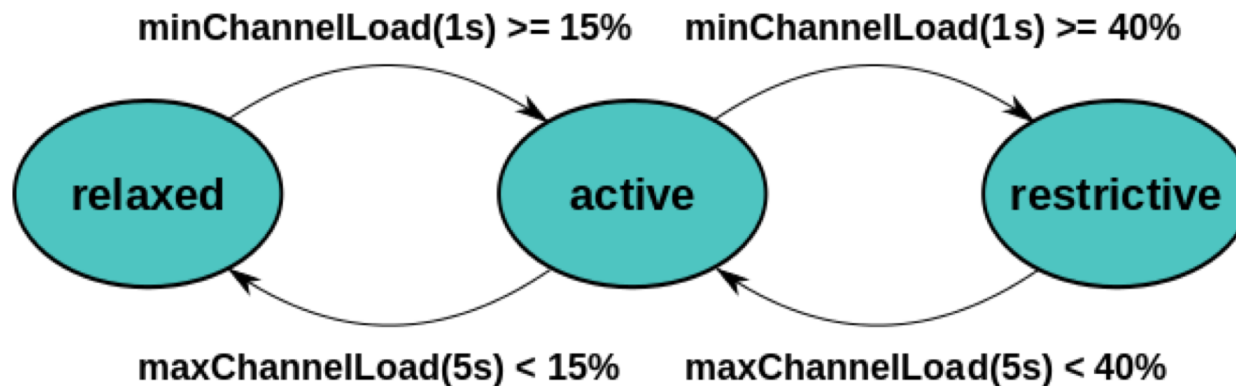 minChannelLoad(1s) >= 15% minChannelLoad(1s) >= 40%
relaxed active restrictive
maxChannelLoad(5s) < 15% maxChannelLoad(5s) < 40%